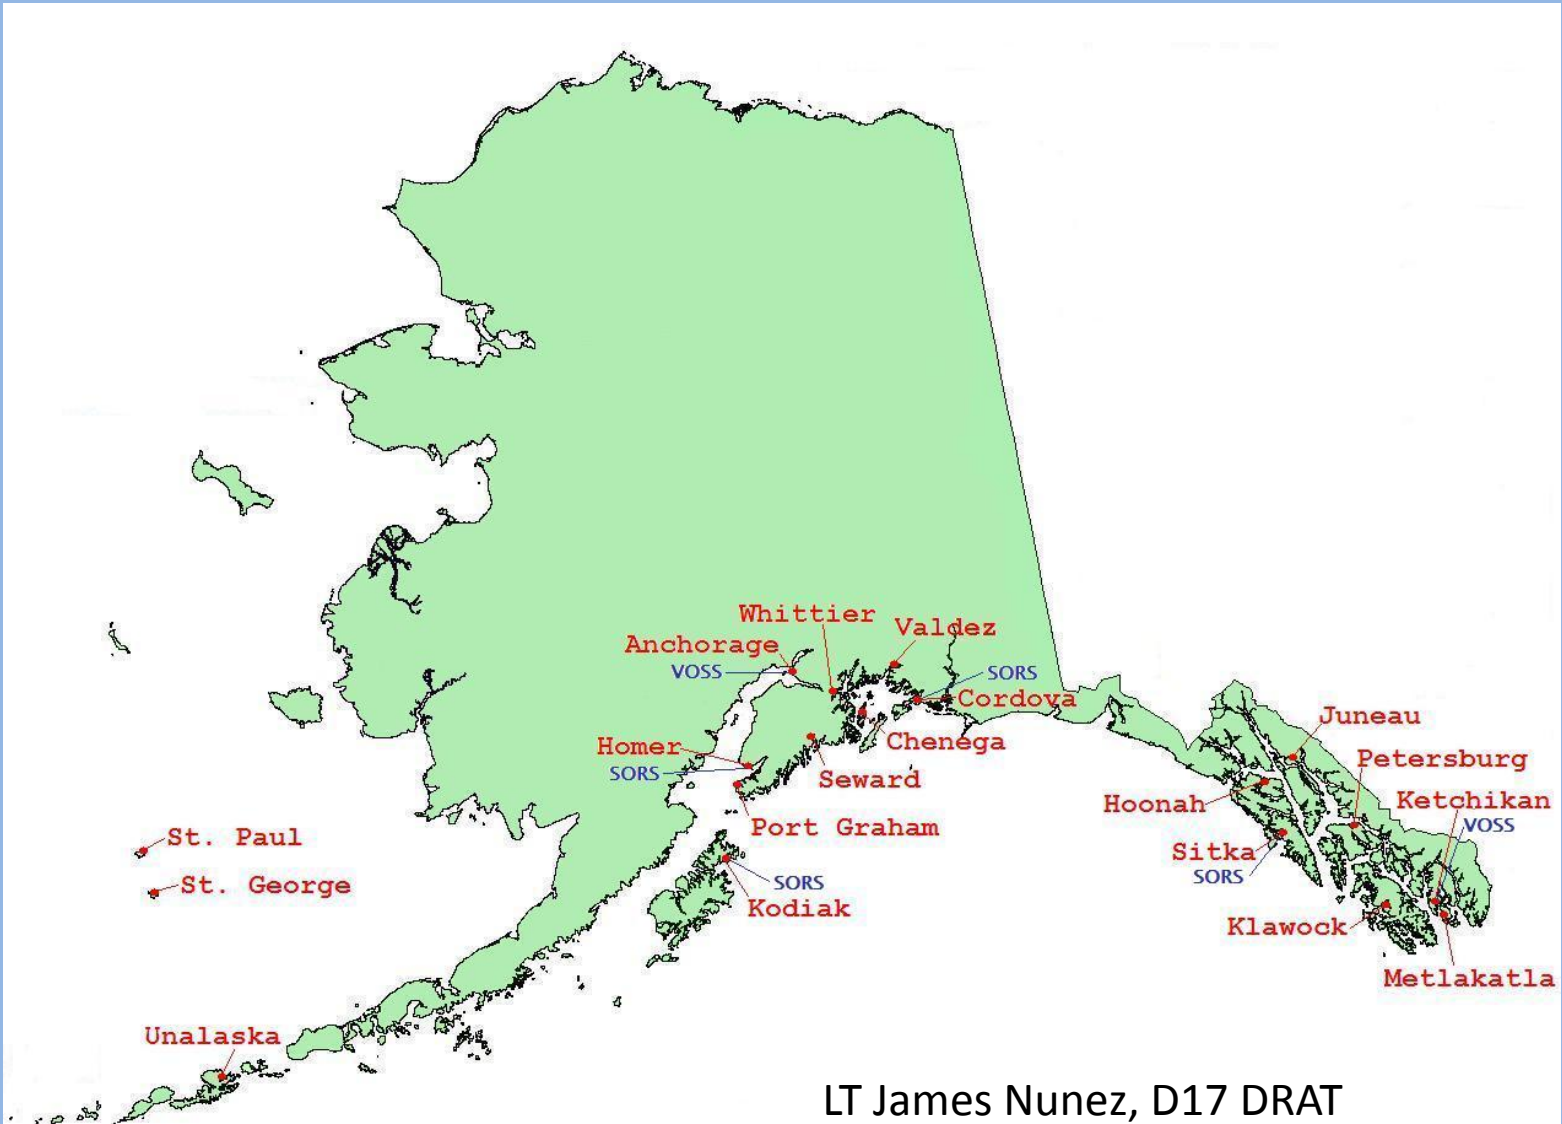 Whittier
Valdez
Anchorage
VOSS
SORS
Cordova
Juneau
Chenega
Homer
SORS
Petersburg
Seward
Hoonah
Ketchikan
VOSS
Port Graham
St. Paul
Sitka
SORS
St. George
SORS
Kodiak
Klawock
Metlakatla
Unalaska
LT James Nunez, D17 DRAT